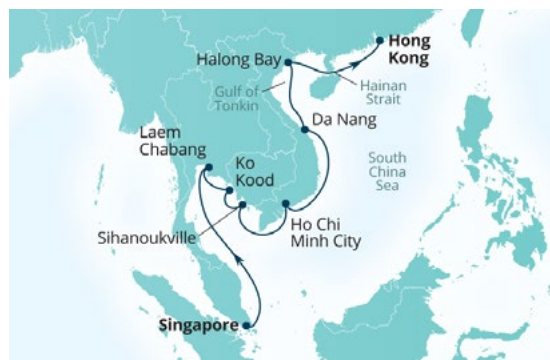 Hong
Kong
Halong Bay
Gulf of
Tonkin
Hainan
Strait
Da Nang
Laem
Chabang
Ko
Kood
South
China
Sea
Sihanoukville
Ho Chi
Minh City
Singapore